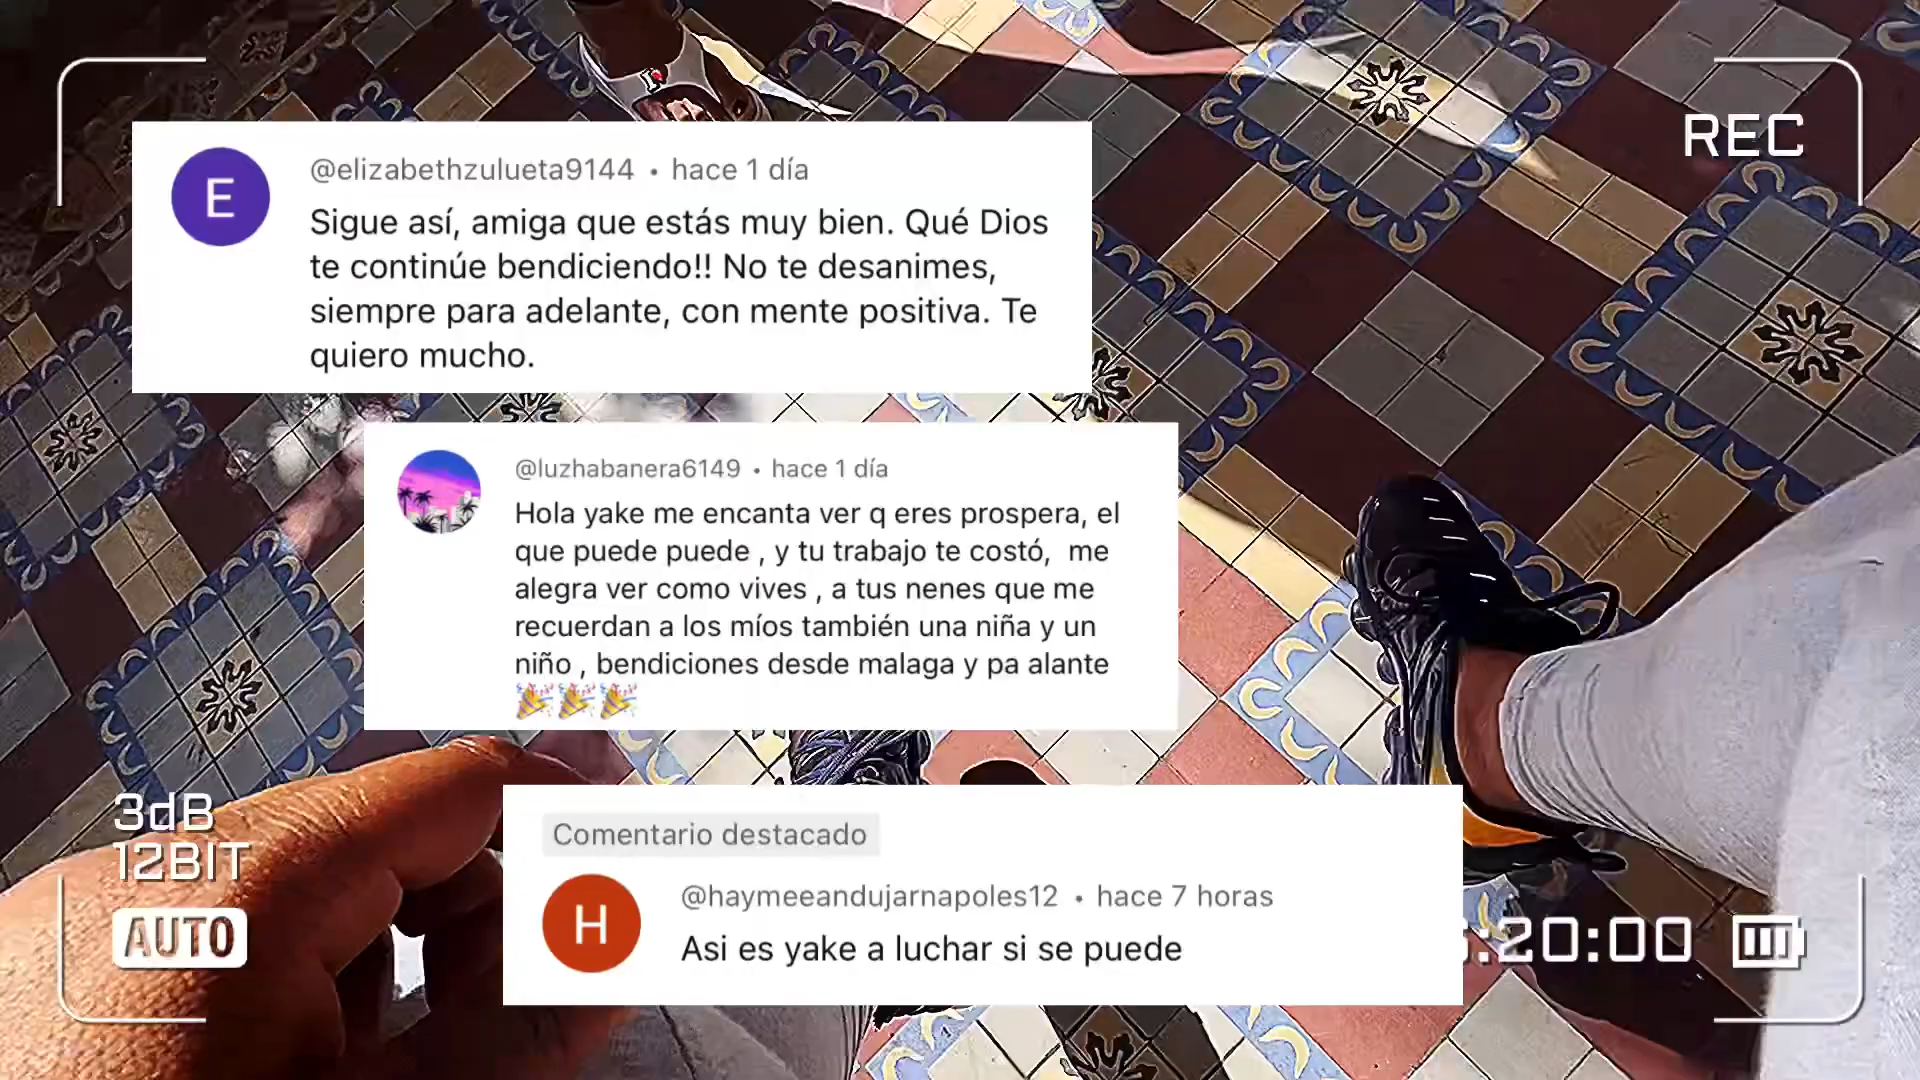 REC
E
@elizabethzulueta9144 • hace 1 día
Sigue así, amiga que estás muy bien. Qué Dios
te continúe bendiciendo!! No te desanimes,
siempre para adelante, con mente positiva. Te
quiero mucho.
@luzhabanera6149 • hace 1 día
Hola yake me encanta ver q eres prospera, el
que puede puede , y tu trabajo te costó, me
alegra ver como vives , a tus nenes que me
recuerdan a los míos también una niña y un
niño , bendiciones desde malaga y pa alante
🎉🎉🎉
3dB
12BIT
AUTO
Comentario destacado
H
@haymeeandujarnapoles12 • hace 7 horas
Asi es yake a luchar si se puede
:20:00